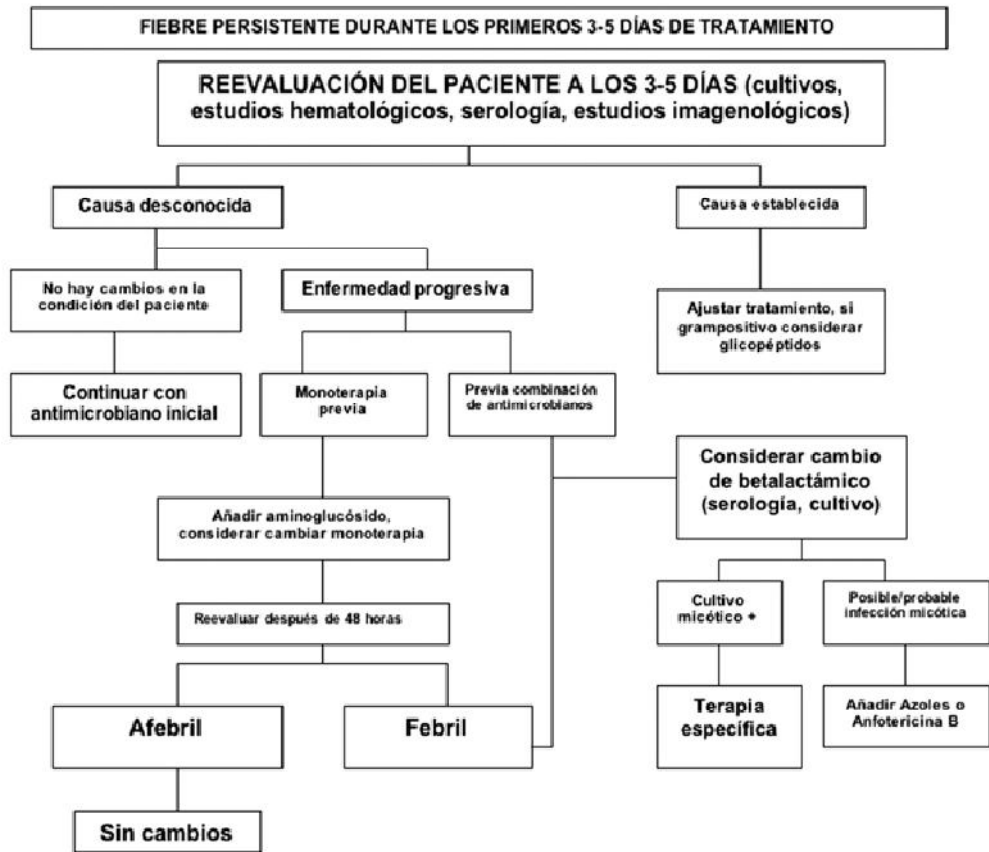 FIEBRE PERSISTENTE DURANTE LOS PRIMEROS 3-5 DÍAS DE TRATAMIENTO
REEVALUACIÓN DEL PACIENTE A LOS 3-5 DÍAS (cultivos,
estudios hematológicos, serología, estudios imagenológicos)
Causa desconocida
Causa establecida
No hay cambios en la
condición del paciente
Enfermedad progresiva
Ajustar tratamiento, si
grampositivo considerar
glicopéptidos
Continuar con
antimicrobiano inicial
Monoterapia
previa
Previa combinación
de antimicrobianos
Considerar cambio
de betalactámico
(serología, cultivo)
Añadir aminoglucósido,
considerar cambiar monoterapia
Cultivo
micótico +
Posible/probable
infección micótica
Reevaluar después de 48 horas
Terapia
específica
Añadir Azoles o
Anfotericina B
Afebril
Febril
Sin cambios